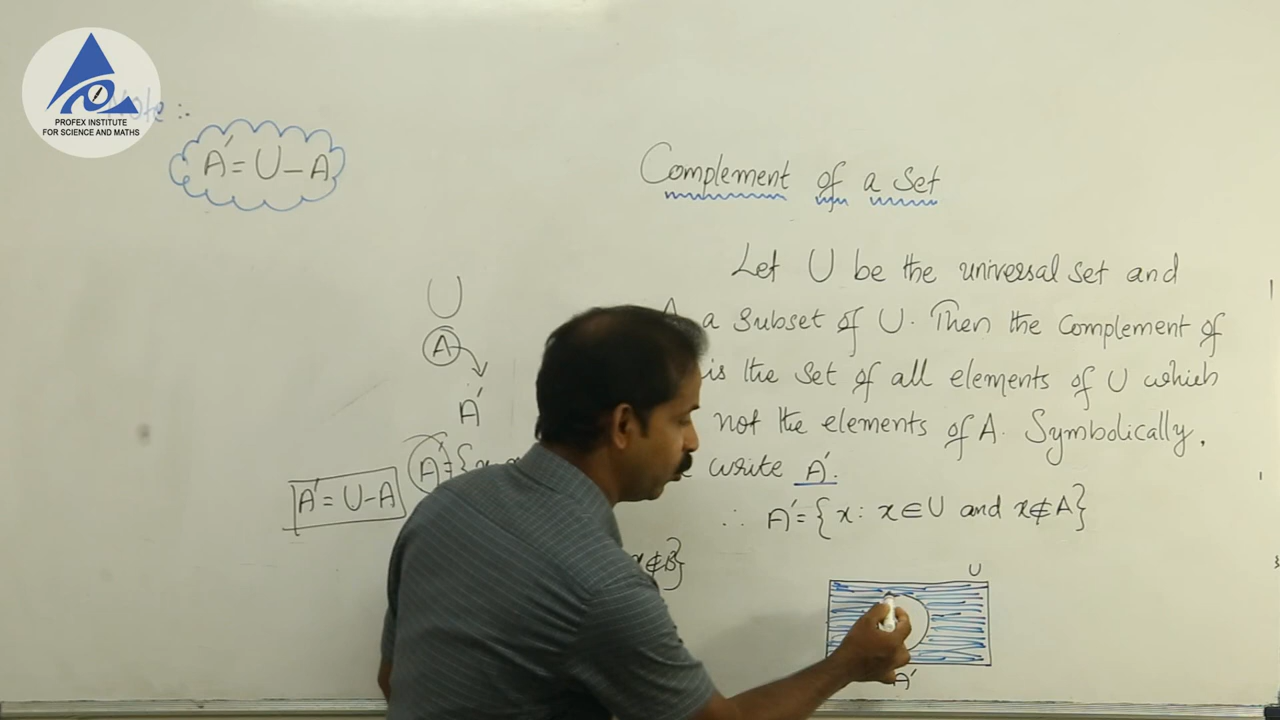 Note :-
PROFEX INSTITUTE
FOR SCIENCE AND MATHS
A' = U - A
Complement of a Set
Let U be the universal set and
a subset of U. Then the complement of
is the set of all elements of U which
not the elements of A. Symbolically,
write A'.
∴ A' = { x : x ∈ U and x ∉ A }
U
A
A'
A' = {x
A' = U-A
x ∉ B}
U
A'